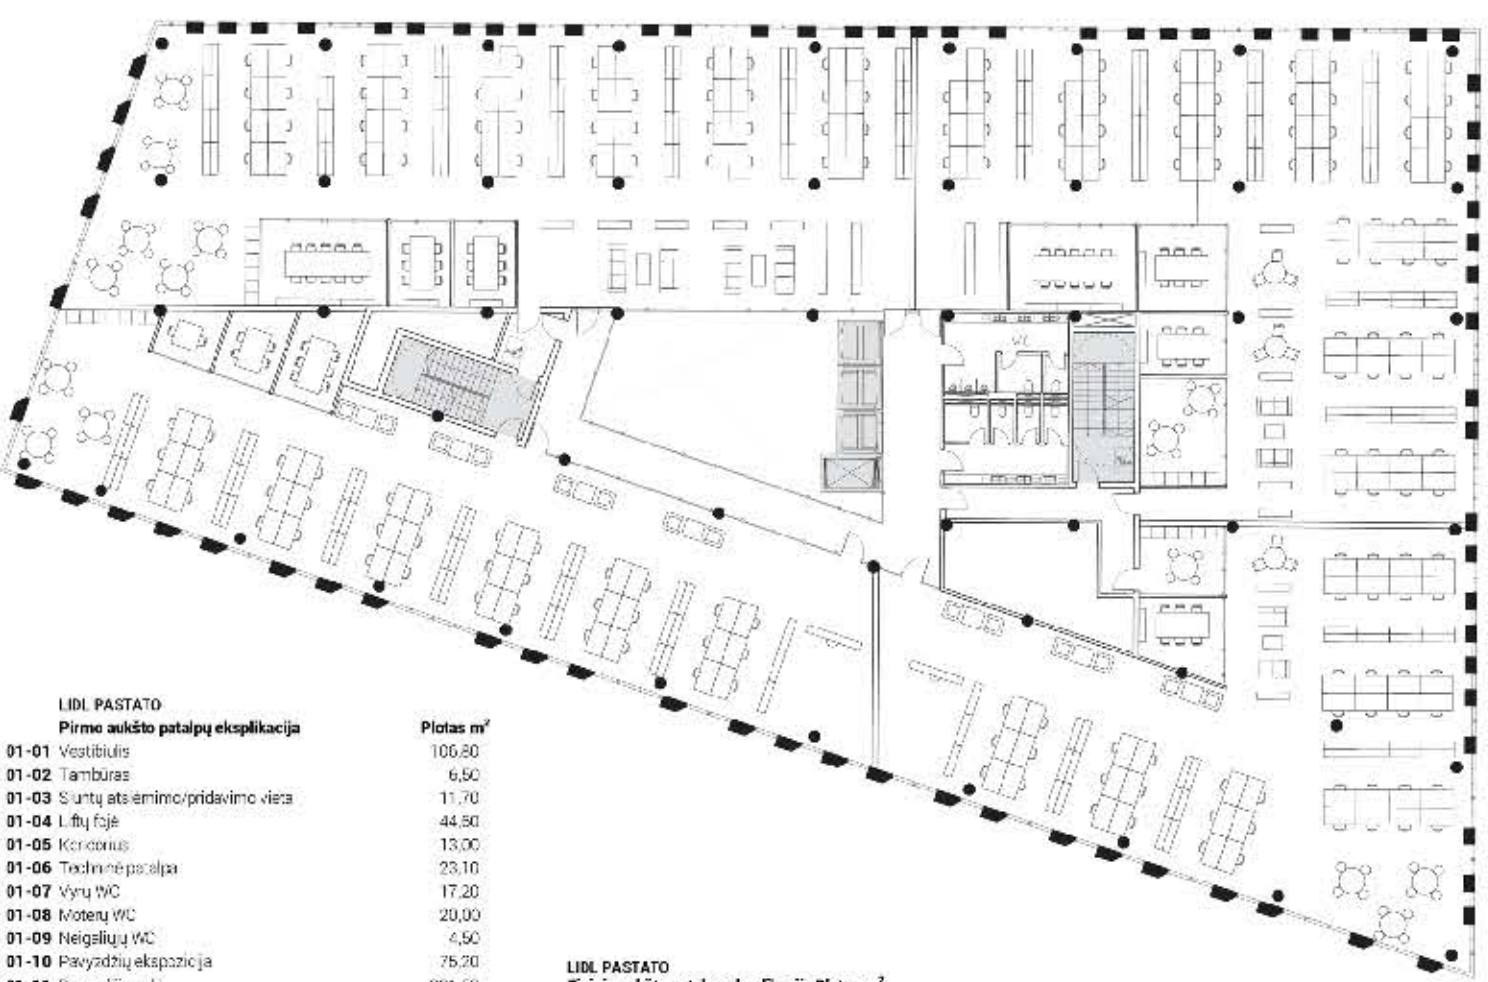 WC
LIDL PASTATO
Pirmo aukšto patalpų eksplikacija Plotas m²
01-01 Vestibiulis 106,80
01-02 Tambūras 6,50
01-03 Siuntų atsiėmimo/pridavimo vieta 11,70
01-04 Liftų fojė 44,50
01-05 Koridorius 13,00
01-06 Techninė patalpa 23,10
01-07 Vyrų WC 17,20
01-08 Moterų WC 20,00
01-09 Neįgaliųjų WC 4,50
01-10 Pavyzdžių ekspozicija 75,20
LIDL PASTATO